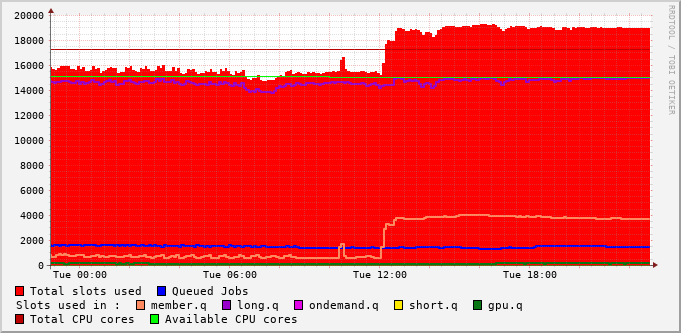 20000
18000
16000
14000
12000
10000
8000
6000
4000
2000
0
Tue 00:00 Tue 06:00 Tue 12:00 Tue 18:00
Total slots used Queued Jobs
Slots used in : member.q long.q ondemand.q short.q gpu.q
Total CPU cores Available CPU cores
RRDTOOL / TOBI OETIKER